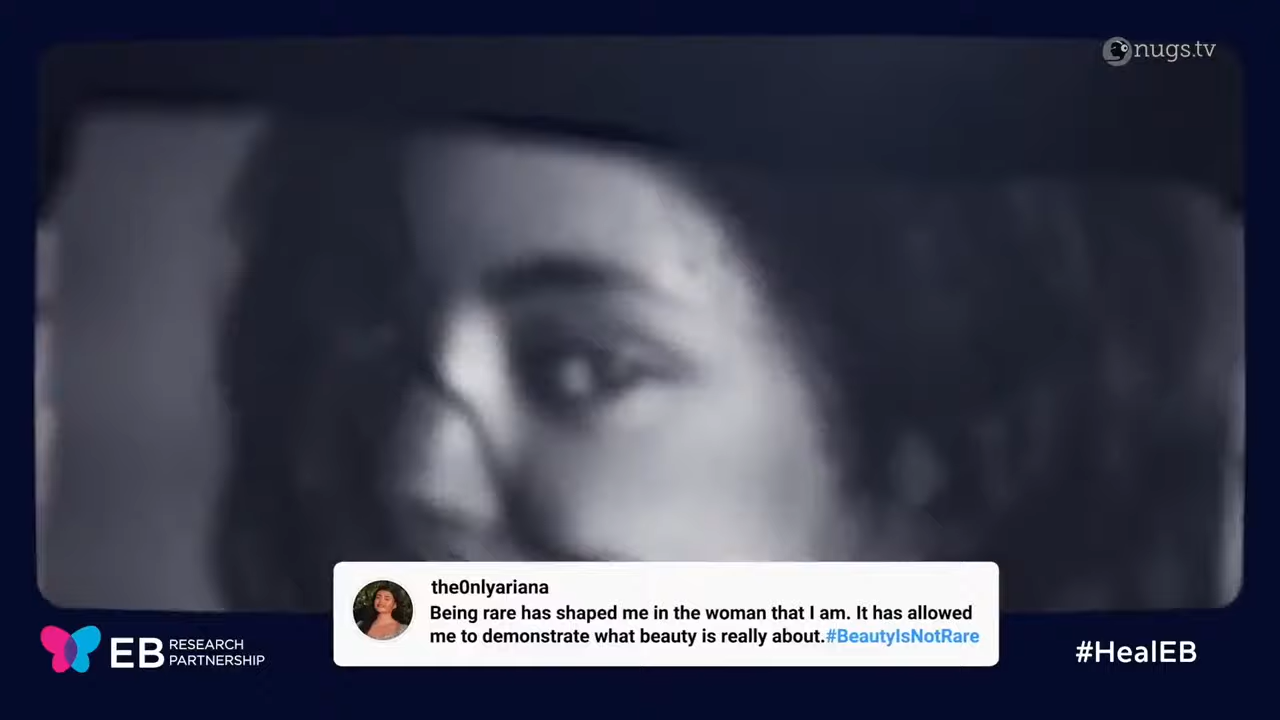 nugs.tv
the0nlyariana
Being rare has shaped me in the woman that I am. It has allowed
me to demonstrate what beauty is really about.#BeautyIsNotRare
EB RESEARCH
PARTNERSHIP
#HealEB